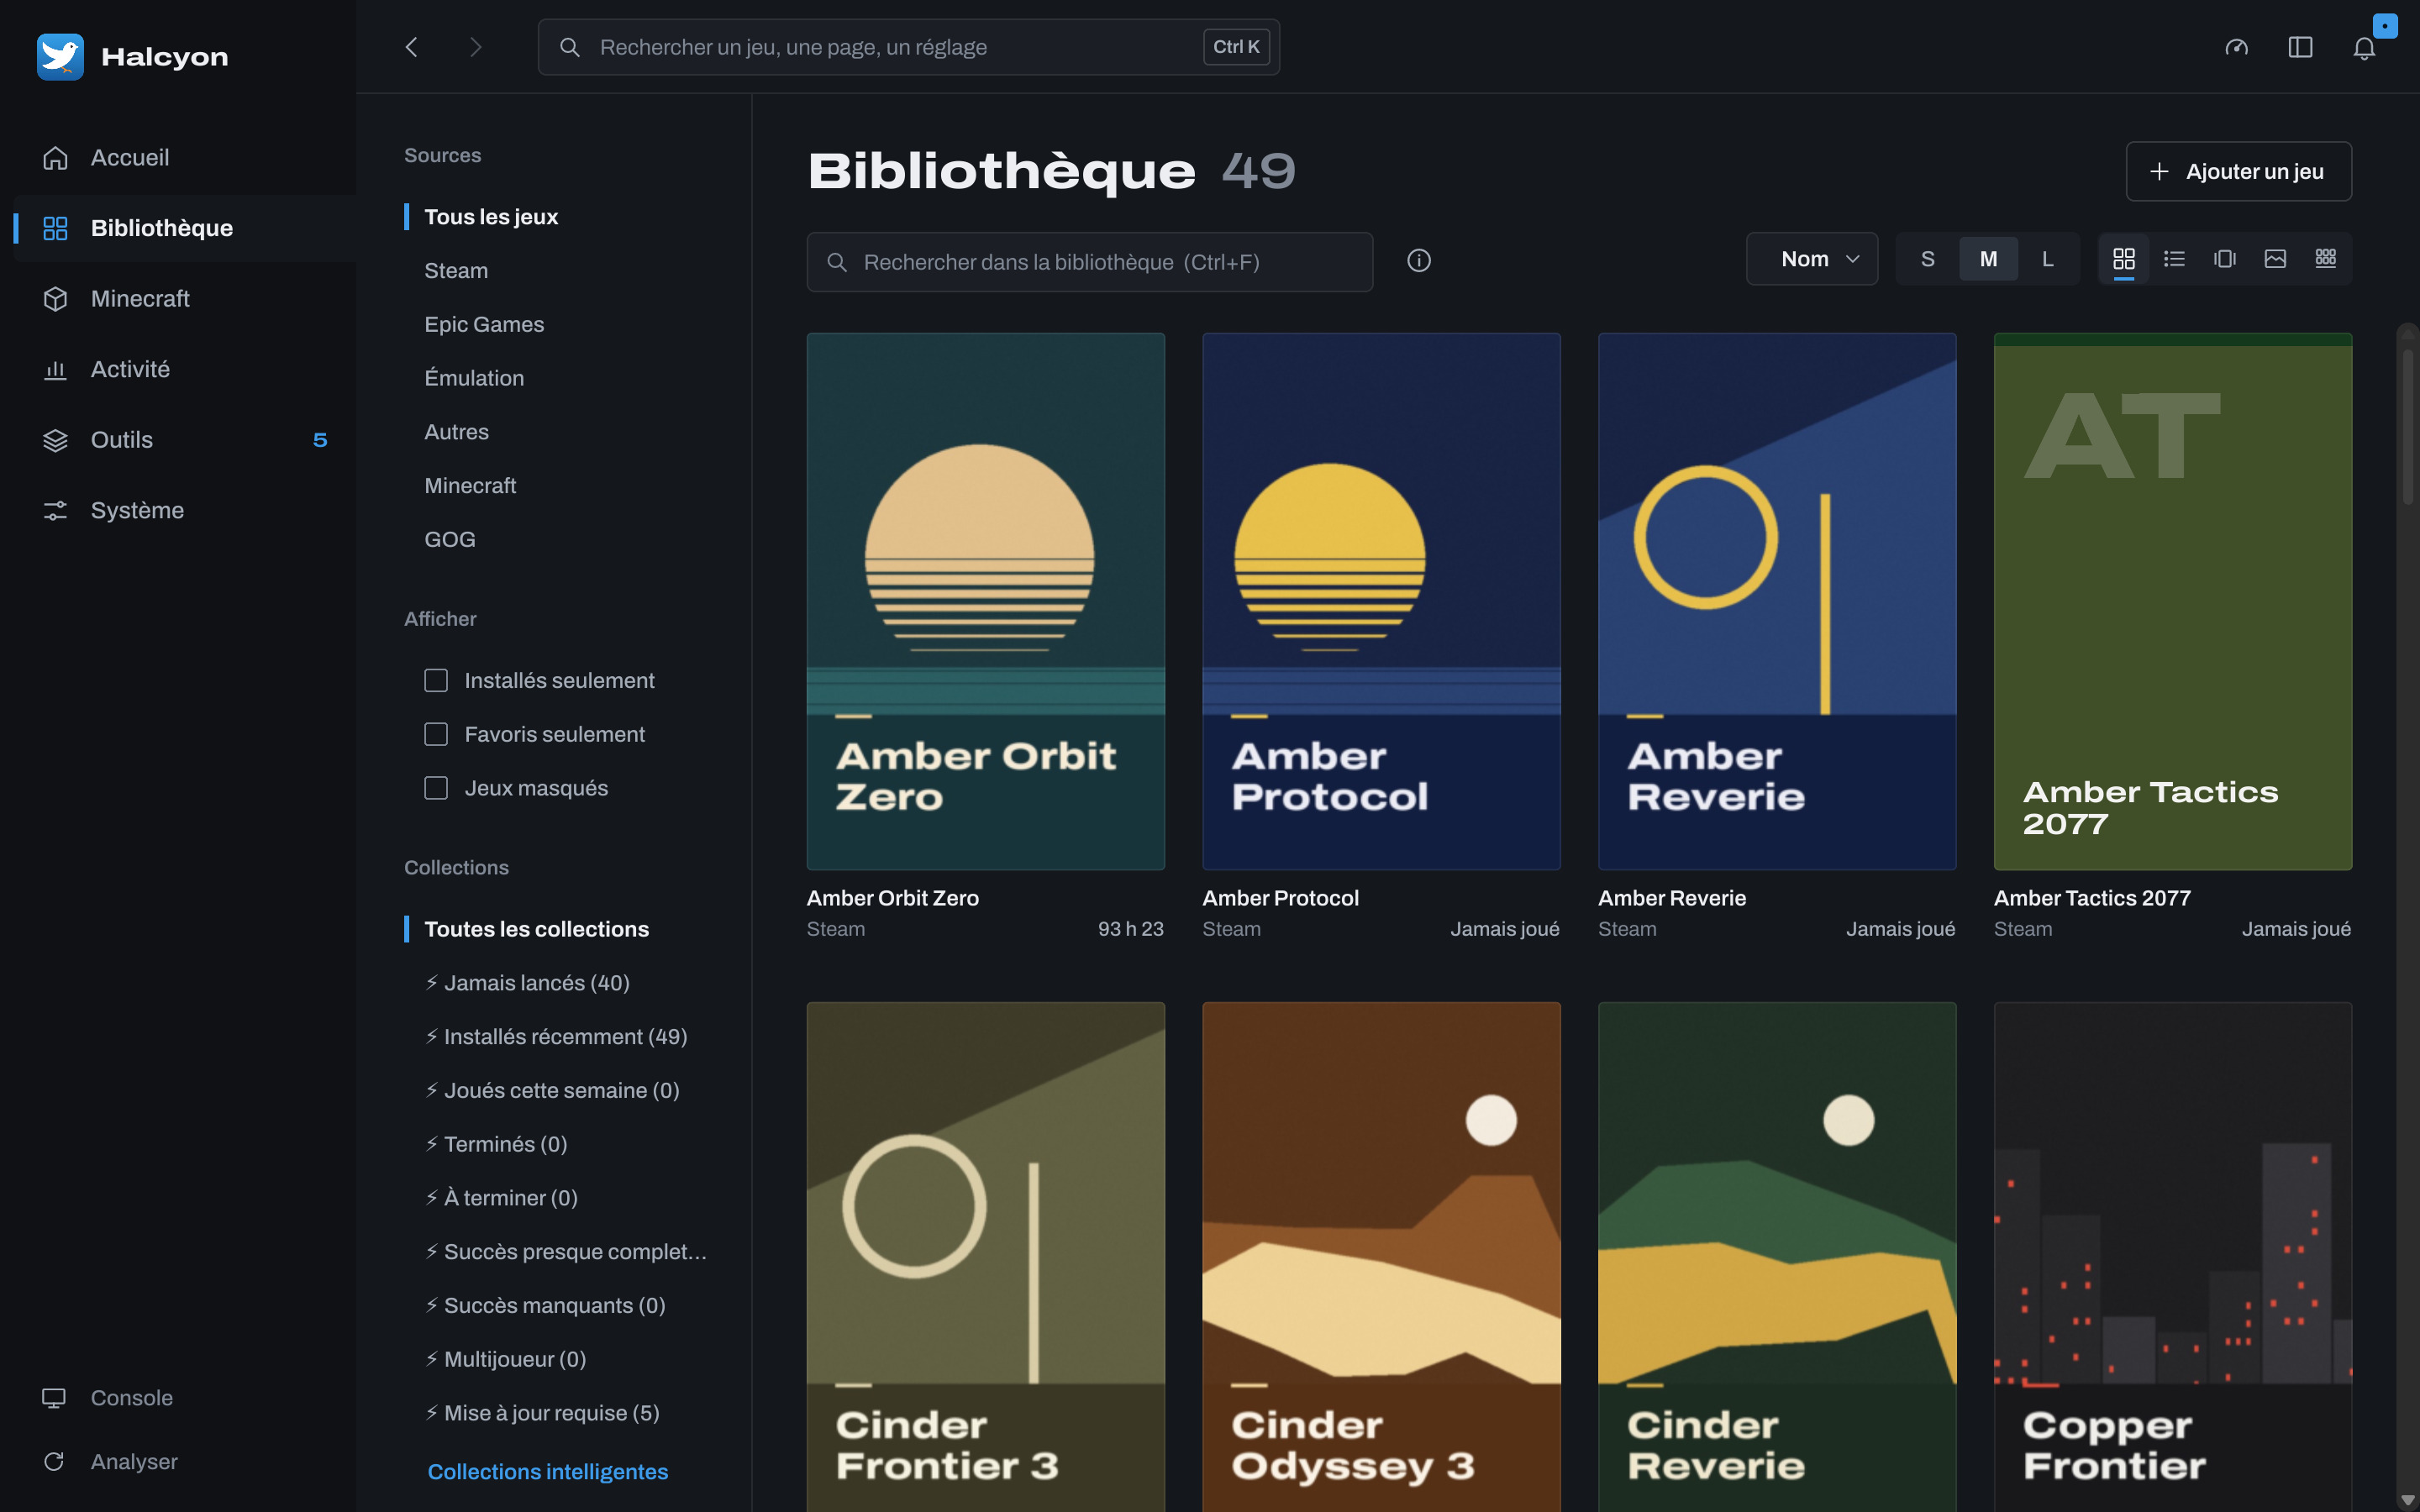 Halcyon
Rechercher un jeu, une page, un réglage
Ctrl K
Accueil
Bibliothèque
Minecraft
Activité
Outils
5
Système
Console
Analyser
Sources
Tous les jeux
Steam
Epic Games
Émulation
Autres
Minecraft
GOG
Afficher
Installés seulement
Favoris seulement
Jeux masqués
Collections
Toutes les collections
⚡ Jamais lancés (40)
⚡ Installés récemment (49)
⚡ Joués cette semaine (0)
⚡ Terminés (0)
⚡ À terminer (0)
⚡ Succès presque complet...
⚡ Succès manquants (0)
⚡ Multijoueur (0)
⚡ Mise à jour requise (5)
Collections intelligentes
Bibliothèque 49
Ajouter un jeu
Rechercher dans la bibliothèque (Ctrl+F)
Nom
S M L
Amber Orbit
Zero
Amber Orbit Zero
Steam 93 h 23
Amber
Protocol
Amber Protocol
Steam Jamais joué
Amber
Reverie
Amber Reverie
Steam Jamais joué
AT
Amber Tactics
2077
Amber Tactics 2077
Steam Jamais joué
Cinder
Frontier 3
Cinder
Odyssey 3
Cinder
Reverie
Copper
Frontier